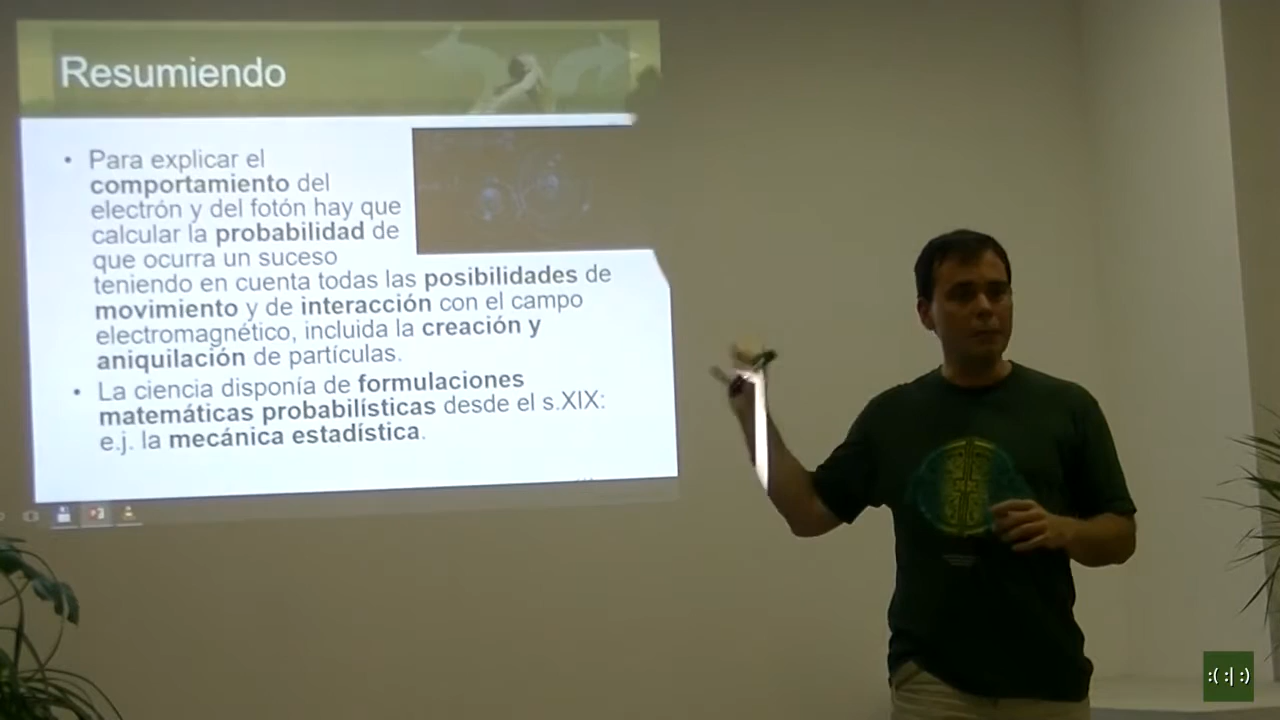 Resumiendo
• Para explicar el
comportamiento del
electrón y del fotón hay que
calcular la probabilidad de
que ocurra un suceso
teniendo en cuenta todas las posibilidades de
movimiento y de interacción con el campo
electromagnético, incluida la creación y
aniquilación de partículas.
• La ciencia disponía de formulaciones
matemáticas probabilísticas desde el s.XIX:
e.j. la mecánica estadística.
:( :| :)